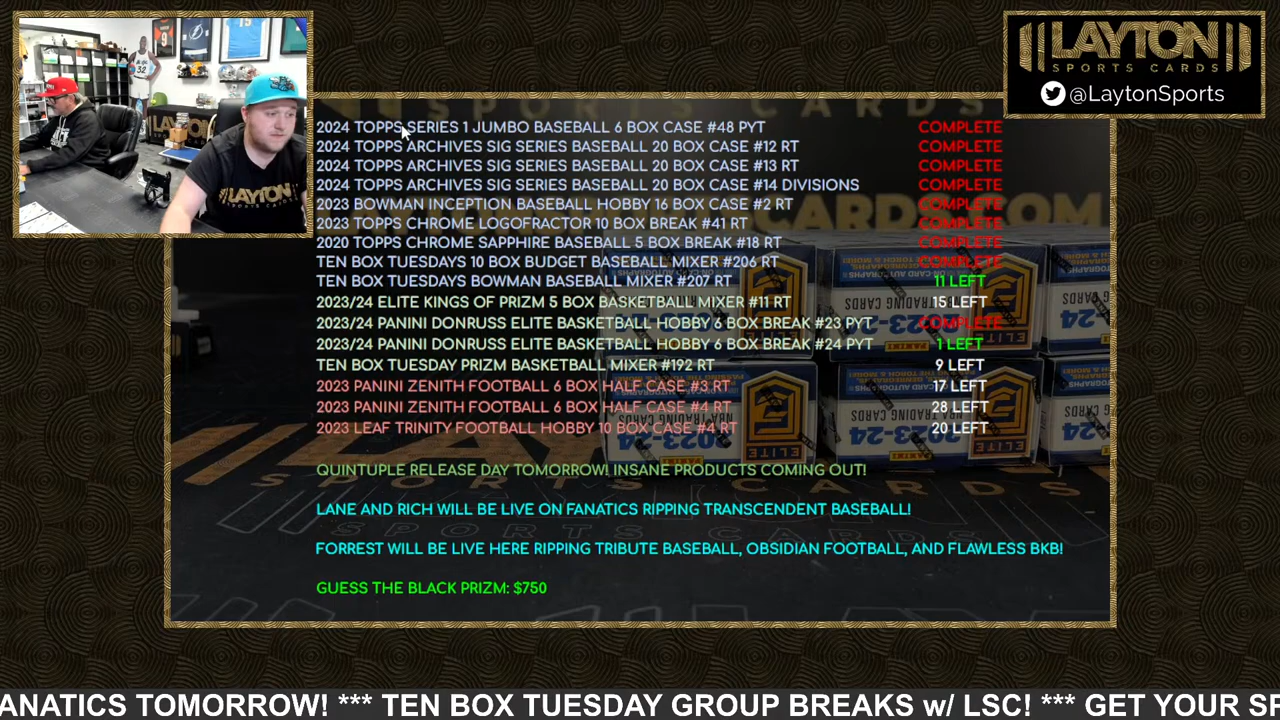 LAYTON
SPORTS CARDS
@LaytonSports
2024 TOPPS SERIES 1 JUMBO BASEBALL 6 BOX CASE #48 PYT COMPLETE
2024 TOPPS ARCHIVES SIG SERIES BASEBALL 20 BOX CASE #12 RT COMPLETE
2024 TOPPS ARCHIVES SIG SERIES BASEBALL 20 BOX CASE #13 RT COMPLETE
2024 TOPPS ARCHIVES SIG SERIES BASEBALL 20 BOX CASE #14 DIVISIONS COMPLETE
2023 BOWMAN INCEPTION BASEBALL HOBBY 16 BOX CASE #2 RT COMPLETE
2023 TOPPS CHROME LOGOFRACTOR 10 BOX BREAK #41 RT COMPLETE
2020 TOPPS CHROME SAPPHIRE BASEBALL 5 BOX BREAK #18 RT COMPLETE
TEN BOX TUESDAYS 10 BOX BUDGET BASEBALL MIXER #206 RT COMPLETE
TEN BOX TUESDAYS BOWMAN BASEBALL MIXER #207 RT 11 LEFT
2023/24 ELITE KINGS OF PRIZM 5 BOX BASKETBALL MIXER #11 RT 15 LEFT
2023/24 PANINI DONRUSS ELITE BASKETBALL HOBBY 6 BOX BREAK #23 PYT COMPLETE
2023/24 PANINI DONRUSS ELITE BASKETBALL HOBBY 6 BOX BREAK #24 PYT 1 LEFT
TEN BOX TUESDAY PRIZM BASKETBALL MIXER #192 RT 9 LEFT
2023 PANINI ZENITH FOOTBALL 6 BOX HALF CASE #3 RT 17 LEFT
2023 PANINI ZENITH FOOTBALL 6 BOX HALF CASE #4 RT 28 LEFT
2023 LEAF TRINITY FOOTBALL HOBBY 10 BOX CASE #4 RT 20 LEFT
QUINTUPLE RELEASE DAY TOMORROW! INSANE PRODUCTS COMING OUT!
LANE AND RICH WILL BE LIVE ON FANATICS RIPPING TRANSCENDENT BASEBALL!
FORREST WILL BE LIVE HERE RIPPING TRIBUTE BASEBALL, OBSIDIAN FOOTBALL, AND FLAWLESS BKB!
GUESS THE BLACK PRIZM: $750
ANATICS TOMORROW! *** TEN BOX TUESDAY GROUP BREAKS w/ LSC! *** GET YOUR SP